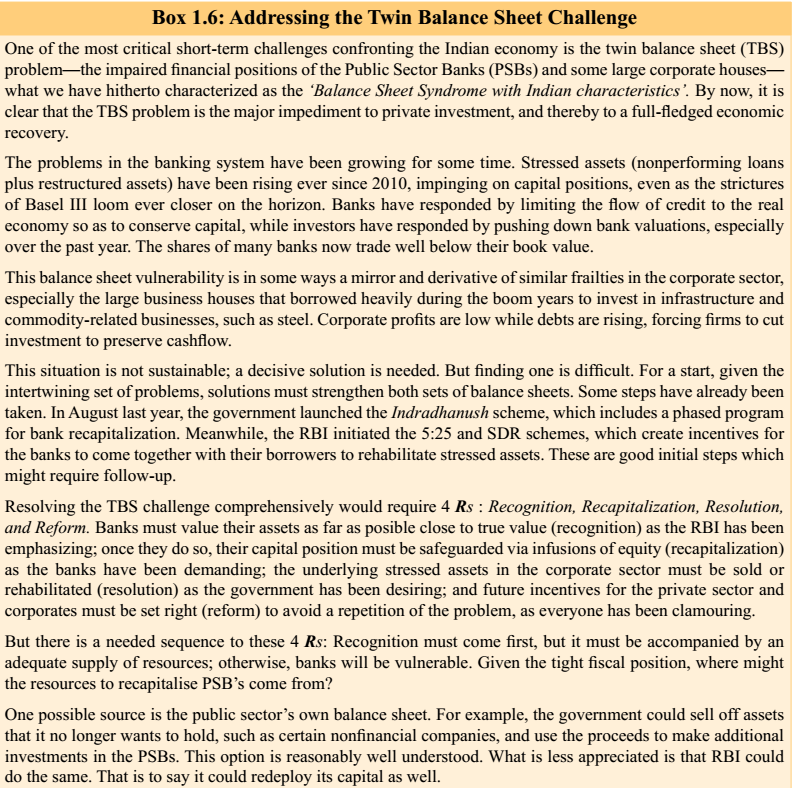 Box 1.6: Addressing the Twin Balance Sheet Challenge
One of the most critical short-term challenges confronting the Indian economy is the twin balance sheet (TBS)
problem—the impaired financial positions of the Public Sector Banks (PSBs) and some large corporate houses—
what we have hitherto characterized as the ‘Balance Sheet Syndrome with Indian characteristics’. By now, it is
clear that the TBS problem is the major impediment to private investment, and thereby to a full-fledged economic
recovery.
The problems in the banking system have been growing for some time. Stressed assets (nonperforming loans
plus restructured assets) have been rising ever since 2010, impinging on capital positions, even as the strictures
of Basel III loom ever closer on the horizon. Banks have responded by limiting the flow of credit to the real
economy so as to conserve capital, while investors have responded by pushing down bank valuations, especially
over the past year. The shares of many banks now trade well below their book value.
This balance sheet vulnerability is in some ways a mirror and derivative of similar frailties in the corporate sector,
especially the large business houses that borrowed heavily during the boom years to invest in infrastructure and
commodity-related businesses, such as steel. Corporate profits are low while debts are rising, forcing firms to cut
investment to preserve cashflow.
This situation is not sustainable; a decisive solution is needed. But finding one is difficult. For a start, given the
intertwining set of problems, solutions must strengthen both sets of balance sheets. Some steps have already been
taken. In August last year, the government launched the Indradhanush scheme, which includes a phased program
for bank recapitalization. Meanwhile, the RBI initiated the 5:25 and SDR schemes, which create incentives for
the banks to come together with their borrowers to rehabilitate stressed assets. These are good initial steps which
might require follow-up.
Resolving the TBS challenge comprehensively would require 4 Rs : Recognition, Recapitalization, Resolution,
and Reform. Banks must value their assets as far as posible close to true value (recognition) as the RBI has been
emphasizing; once they do so, their capital position must be safeguarded via infusions of equity (recapitalization)
as the banks have been demanding; the underlying stressed assets in the corporate sector must be sold or
rehabilitated (resolution) as the government has been desiring; and future incentives for the private sector and
corporates must be set right (reform) to avoid a repetition of the problem, as everyone has been clamouring.
But there is a needed sequence to these 4 Rs: Recognition must come first, but it must be accompanied by an
adequate supply of resources; otherwise, banks will be vulnerable. Given the tight fiscal position, where might
the resources to recapitalise PSB’s come from?
One possible source is the public sector’s own balance sheet. For example, the government could sell off assets
that it no longer wants to hold, such as certain nonfinancial companies, and use the proceeds to make additional
investments in the PSBs. This option is reasonably well understood. What is less appreciated is that RBI could
do the same. That is to say it could redeploy its capital as well.